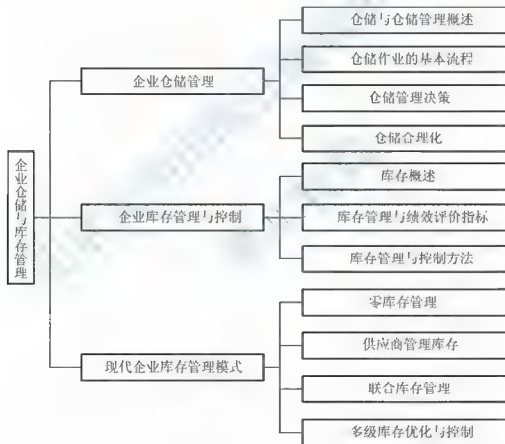 企业仓储与库存管理
企业仓储管理
仓储与仓储管理概述
仓储作业的基本流程
仓储管理决策
仓储合理化
企业库存管理与控制
库存概述
库存管理与绩效评价指标
库存管理与控制方法
现代企业库存管理模式
零库存管理
供应商管理库存
联合库存管理
多级库存优化与控制